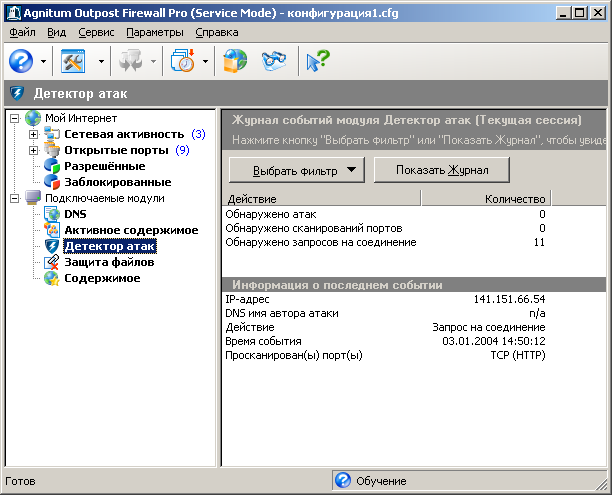 Agnitum Outpost Firewall Pro (Service Mode) - конфигурация1.cfg
Файл Вид Сервис Параметры Справка
Детектор атак
Мой Интернет
Сетевая активность (3)
Открытые порты (9)
Разрешённые
Заблокированные
Подключаемые модули
DNS
Активное содержимое
Детектор атак
Защита файлов
Содержимое
Журнал событий модуля Детектор атак (Текущая сессия)
Нажмите кнопку "Выбрать фильтр" или "Показать Журнал", чтобы увиде
Выбрать фильтр Показать Журнал
Действие Количество
Обнаружено атак 0
Обнаружено сканирований портов 0
Обнаружено запросов на соединение 11
Информация о последнем событии
IP-адрес 141.151.66.54
DNS имя автора атаки n/a
Действие Запрос на соединение
Время события 03.01.2004 14:50:12
Просканирован(ы) порт(ы) TCP (HTTP)
Готов Обучение